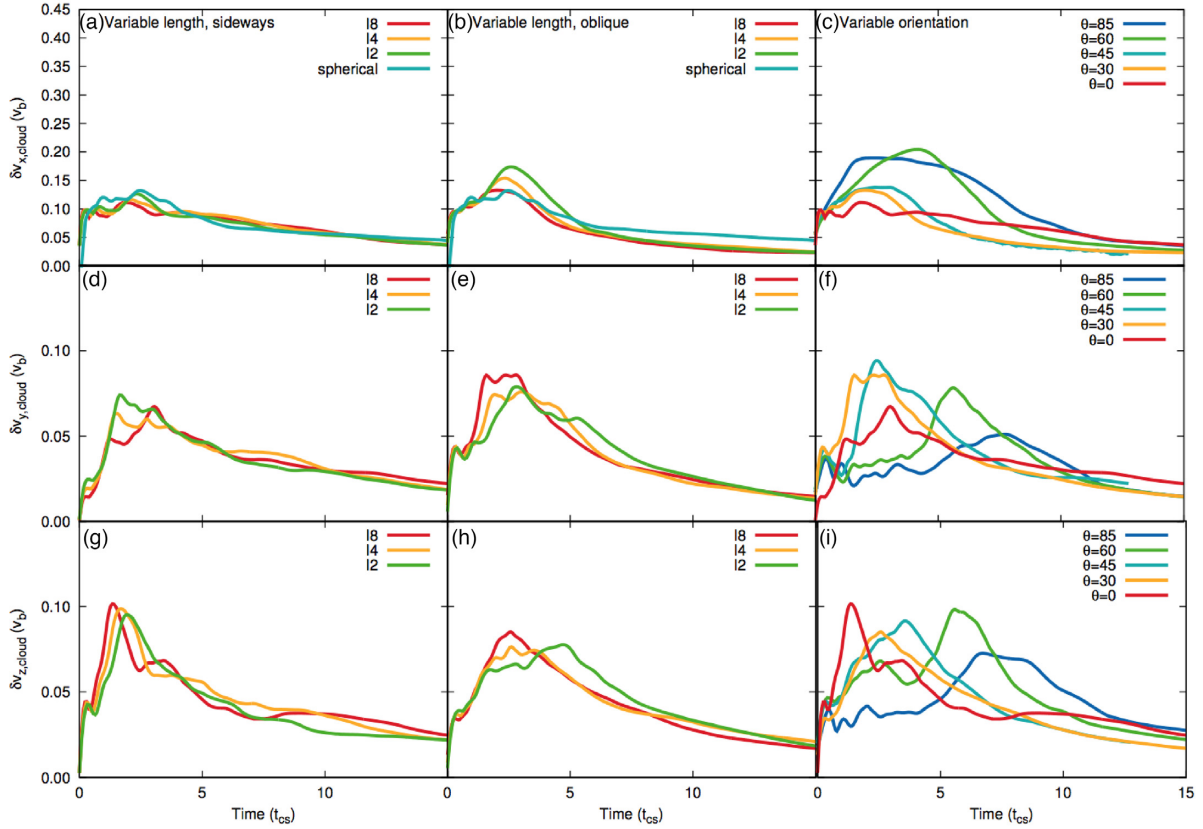 (a) Variable length, sideways
l8
l4
l2
spherical
(b) Variable length, oblique
l8
l4
l2
spherical
(c) Variable orientation
θ=85
θ=60
θ=45
θ=30
θ=0
0.45
0.40
0.35
0.30
0.25
0.20
0.15
0.10
0.05
0.00
δv_x,cloud (v_b)
(d)
l8
l4
l2
(e)
l8
l4
l2
(f)
θ=85
θ=60
θ=45
θ=30
θ=0
0.10
0.05
0.00
δv_y,cloud (v_b)
(g)
l8
l4
l2
(h)
l8
l4
l2
(i)
θ=85
θ=60
θ=45
θ=30
θ=0
0.10
0.05
0.00
δv_z,cloud (v_b)
0 5 10 0 5 10 0 5 10 15
Time (t_cs) Time (t_cs) Time (t_cs)